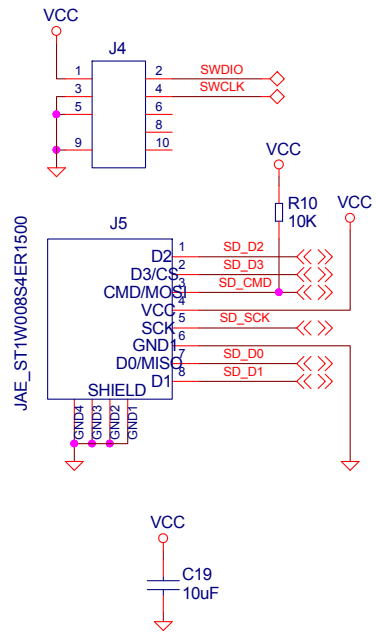 VCC
J4
1 2 SWDIO
3 4 SWCLK
5 6
8
9 10
VCC
R10
10K
VCC
J5
JAE_ST1W008S4ER1500
D2 1 SD_D2
D3/CS 2 SD_D3
CMD/MOSI 3 SD_CMD
VCC 4
SCK 5 SD_SCK
GND1 6
D0/MISO 7 SD_D0
D1 8 SD_D1
SHIELD
GND4
GND3
GND2
GND1
VCC
C19
10uF